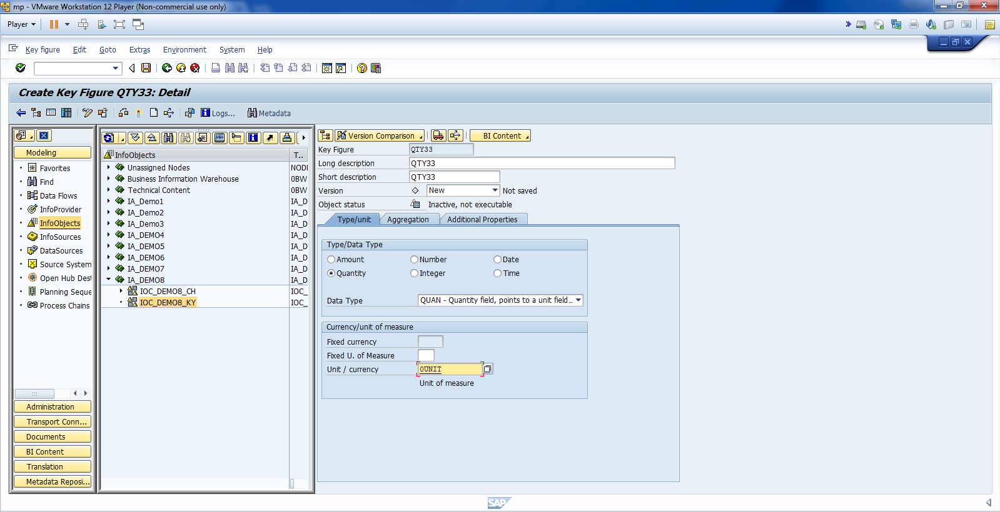 mp - VMware Workstation 12 Player (Non-commercial use only)
Player
Key figure Edit Goto Extras Environment System Help
Create Key Figure QTY33: Detail
Logs... Metadata
Modeling
Favorites
Find
Data Flows
InfoProvider
InfoObjects
InfoSources
DataSources
Source System
Open Hub Dest
Planning Seque
Process Chains
Administration
Transport Conn...
Documents
BI Content
Translation
Metadata Reposi...
InfoObjects T..
Unassigned Nodes NODI
Business Information Warehouse 0BW
Technical Content 0BW
IA_Demo1 IA_D
IA_Demo2 IA_D
IA_Demo3 IA_D
IA_DEMO4 IA_D
IA_DEMO5 IA_D
IA_DEMO6 IA_D
IA_DEMO7 IA_D
IA_DEMO8 IA_D
IOC_DEMO8_CH IOC_
IOC_DEMO8_KY IOC_
Version Comparison BI Content
Key Figure QTY33
Long description QTY33
Short description QTY33
Version New Not saved
Object status Inactive, not executable
Type/unit Aggregation Additional Properties
Type/Data Type
Amount Number Date
Quantity Integer Time
Data Type QUAN - Quantity field, points to a unit field...
Currency/unit of measure
Fixed currency
Fixed U. of Measure
Unit / currency 0UNIT
Unit of measure
SAP